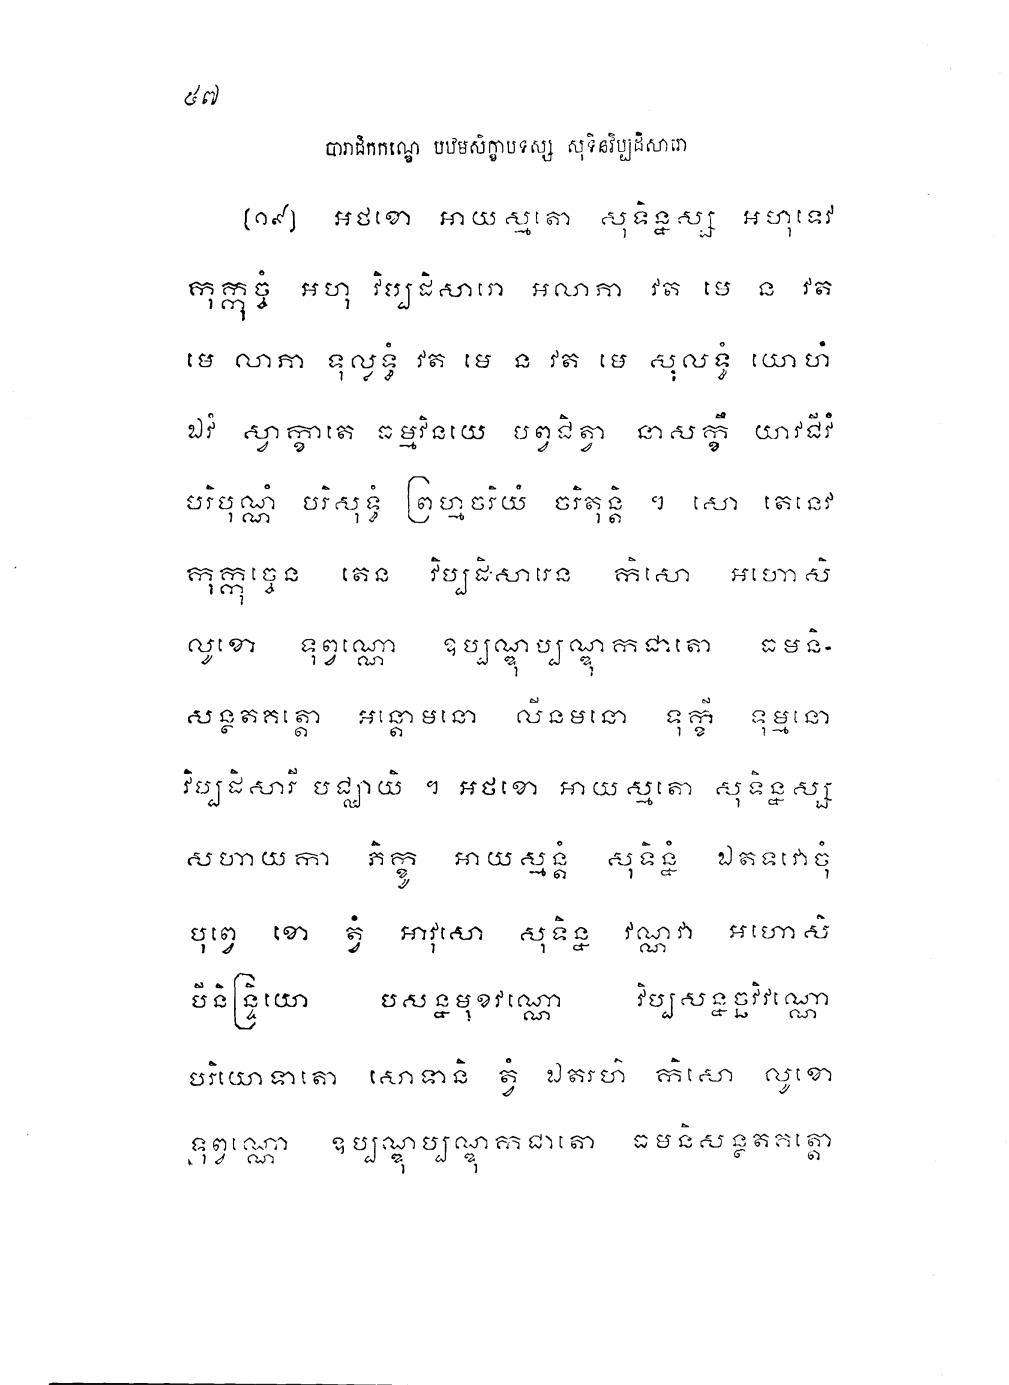 ៤៧
បារាជិកកណ្ឌេ បឋមសិក្ខាបទស្ស សុទិនវិប្បដិសារោ
(១៩) អថខោ អាយស្មតោ សុទិន្នស្ស អហុទេវ
កុក្កុច្ចំ អហុ វិប្បដិសារោ អលាភា វត មេ ន វត
មេ លាភា ទុល្លទ្ធំ វត មេ ន វត មេ សុលទ្ធំ យោហំ
ឯវំ ស្វាក្ខាតេ ធម្មវិនយេ បព្វជិត្វា នាសក្ខឹ យាវជីវំ
បរិបុណ្ណំ បរិសុទ្ធំ ព្រហ្មចរិយំ ចរិតុន្តិ ។ សោ តេនេវ
កុក្កុច្ចេន តេន វិប្បដិសារេន កិសោ អហោសិ
លូខោ ទុព្វណ្ណោ ឧប្បណ្ឌុប្បណ្ឌុកជាតោ ធមនិ-
សន្ថតគត្តោ អន្តោមនោ លីនមនោ ទុក្ខី ទុម្មនោ
វិប្បដិសារី បជ្ឈាយិ ។ អថខោ អាយស្មតោ សុទិន្នស្ស
សហាយកា ភិក្ខូ អាយស្មន្តំ សុទិន្នំ ឯតទវោចុំ
បុព្វេ ខោ ត្វំ អាវុសោ សុទិន្ន វណ្ណវា អហោសិ
បីនិន្ទ្រិយោ បសន្នមុខវណ្ណោ វិប្បសន្នច្ឆវិវណ្ណោ
បរិយោទាតោ សោទានិ ត្វំ ឯតរហិ កិសោ លូខោ
ទុព្វណ្ណោ ឧប្បណ្ឌុប្បណ្ឌុកជាតោ ធមនិសន្ថតគត្តោ